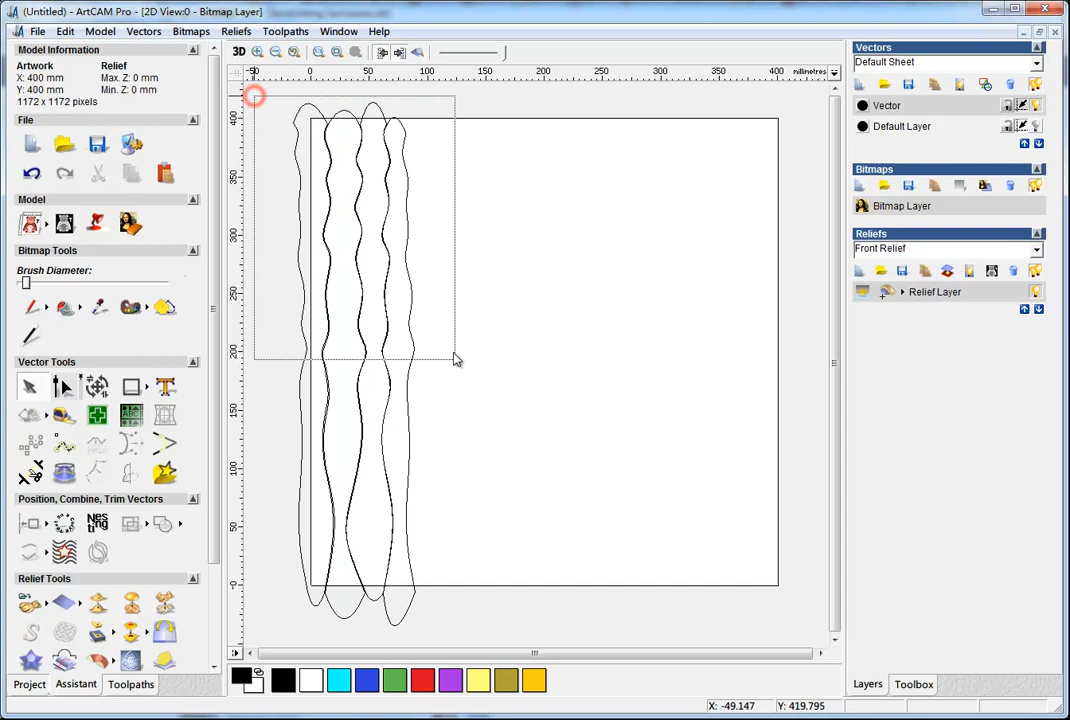 (Untitled) - ArtCAM Pro - [2D View:0 - Bitmap Layer]
File Edit Model Vectors Bitmaps Reliefs Toolpaths Window Help
Model Information
Artwork Relief
X: 400 mm Max. Z: 0 mm
Y: 400 mm Min. Z: 0 mm
1172 x 1172 pixels
File
Model
Bitmap Tools
Brush Diameter:
Vector Tools
ABC
Position, Combine, Trim Vectors
Nes ting
Relief Tools
Project Assistant Toolpaths
3D
-50 0 50 100 150 200 250 300 350 400 millimetres
400
350
300
250
200
150
100
50
0
Vectors
Default Sheet
Vector
Default Layer
Bitmaps
Bitmap Layer
Reliefs
Front Relief
Relief Layer
Layers Toolbox
X: -49.147 Y: 419.795